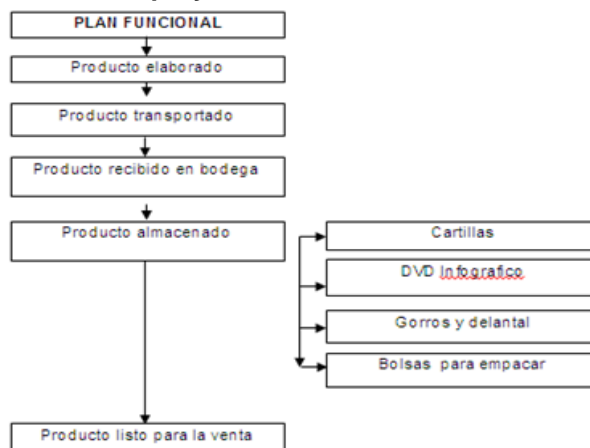 PLAN FUNCIONAL
Producto elaborado
Producto transportado
Producto recibido en bodega
Producto almacenado
Cartillas
DVD Infografico
Gorros y delantal
Bolsas para empacar
Producto listo para la venta